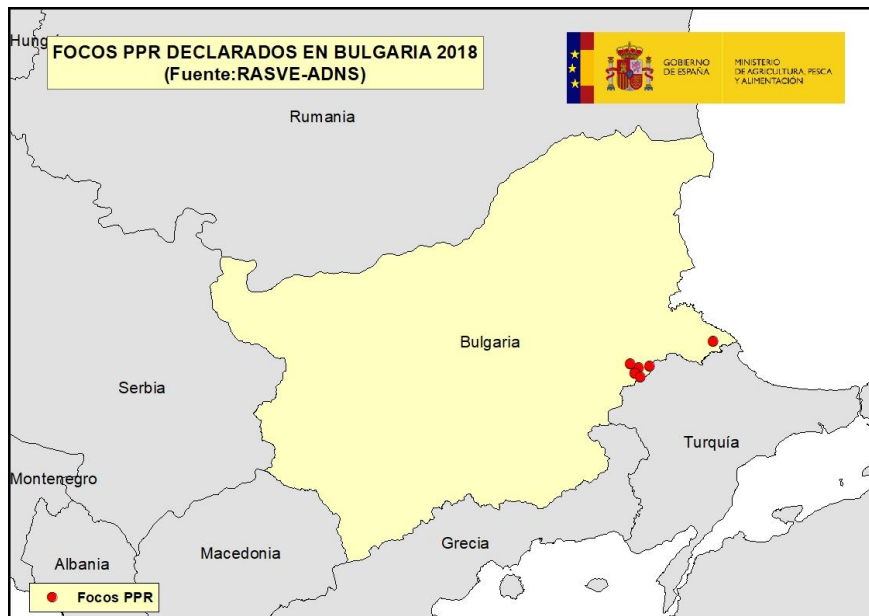 Hungr
FOCOS PPR DECLARADOS EN BULGARIA 2018
(Fuente:RASVE-ADNS)
GOBIERNO
DE ESPAÑA
MINISTERIO
DE AGRICULTURA, PESCA
Y ALIMENTACIÓN
Rumania
Bulgaria
Serbia
Turquía
Montenegro
Grecia
Macedonia
Albania
Focos PPR